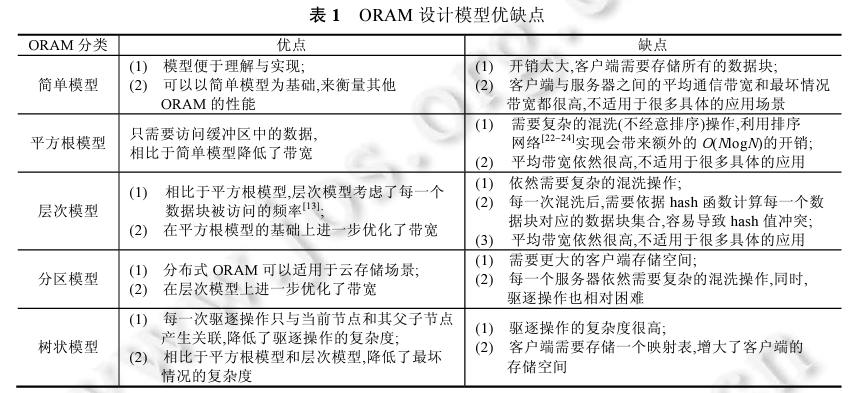 表 1 ORAM 设计模型优缺点
ORAM 分类 优点 缺点
简单模型
(1) 模型便于理解与实现;
(2) 可以以简单模型为基础,来衡量其他
ORAM 的性能
(1) 开销太大,客户端需要存储所有的数据块;
(2) 客户端与服务器之间的平均通信带宽和最坏情况
带宽都很高,不适用于很多具体的应用场景
平方根模型
只需要访问缓冲区中的数据,
相比于简单模型降低了带宽
(1) 需要复杂的混洗(不经意排序)操作,利用排序
网络[22−24]实现会带来额外的 O(NlogN)的开销;
(2) 平均带宽依然很高,不适用于很多具体的应用
层次模型
(1) 相比于平方根模型,层次模型考虑了每一个
数据块被访问的频率[13];
(2) 在平方根模型的基础上进一步优化了带宽
(1) 依然需要复杂的混洗操作;
(2) 每一次混洗后,需要依据 hash 函数计算每一个数
据块对应的数据块集合,容易导致 hash 值冲突;
(3) 平均带宽依然很高,不适用于很多具体的应用
分区模型
(1) 分布式 ORAM 可以适用于云存储场景;
(2) 在层次模型上进一步优化了带宽
(1) 需要更大的客户端存储空间;
(2) 每一个服务器依然需要复杂的混洗操作,同时,
驱逐操作也相对困难
树状模型
(1) 每一次驱逐操作只与当前节点和其父子节点
产生关联,降低了驱逐操作的复杂度;
(2) 相比于平方根模型和层次模型,降低了最坏
情况的复杂度
(1) 驱逐操作的复杂度很高;
(2) 客户端需要存储一个映射表,增大了客户端的
存储空间